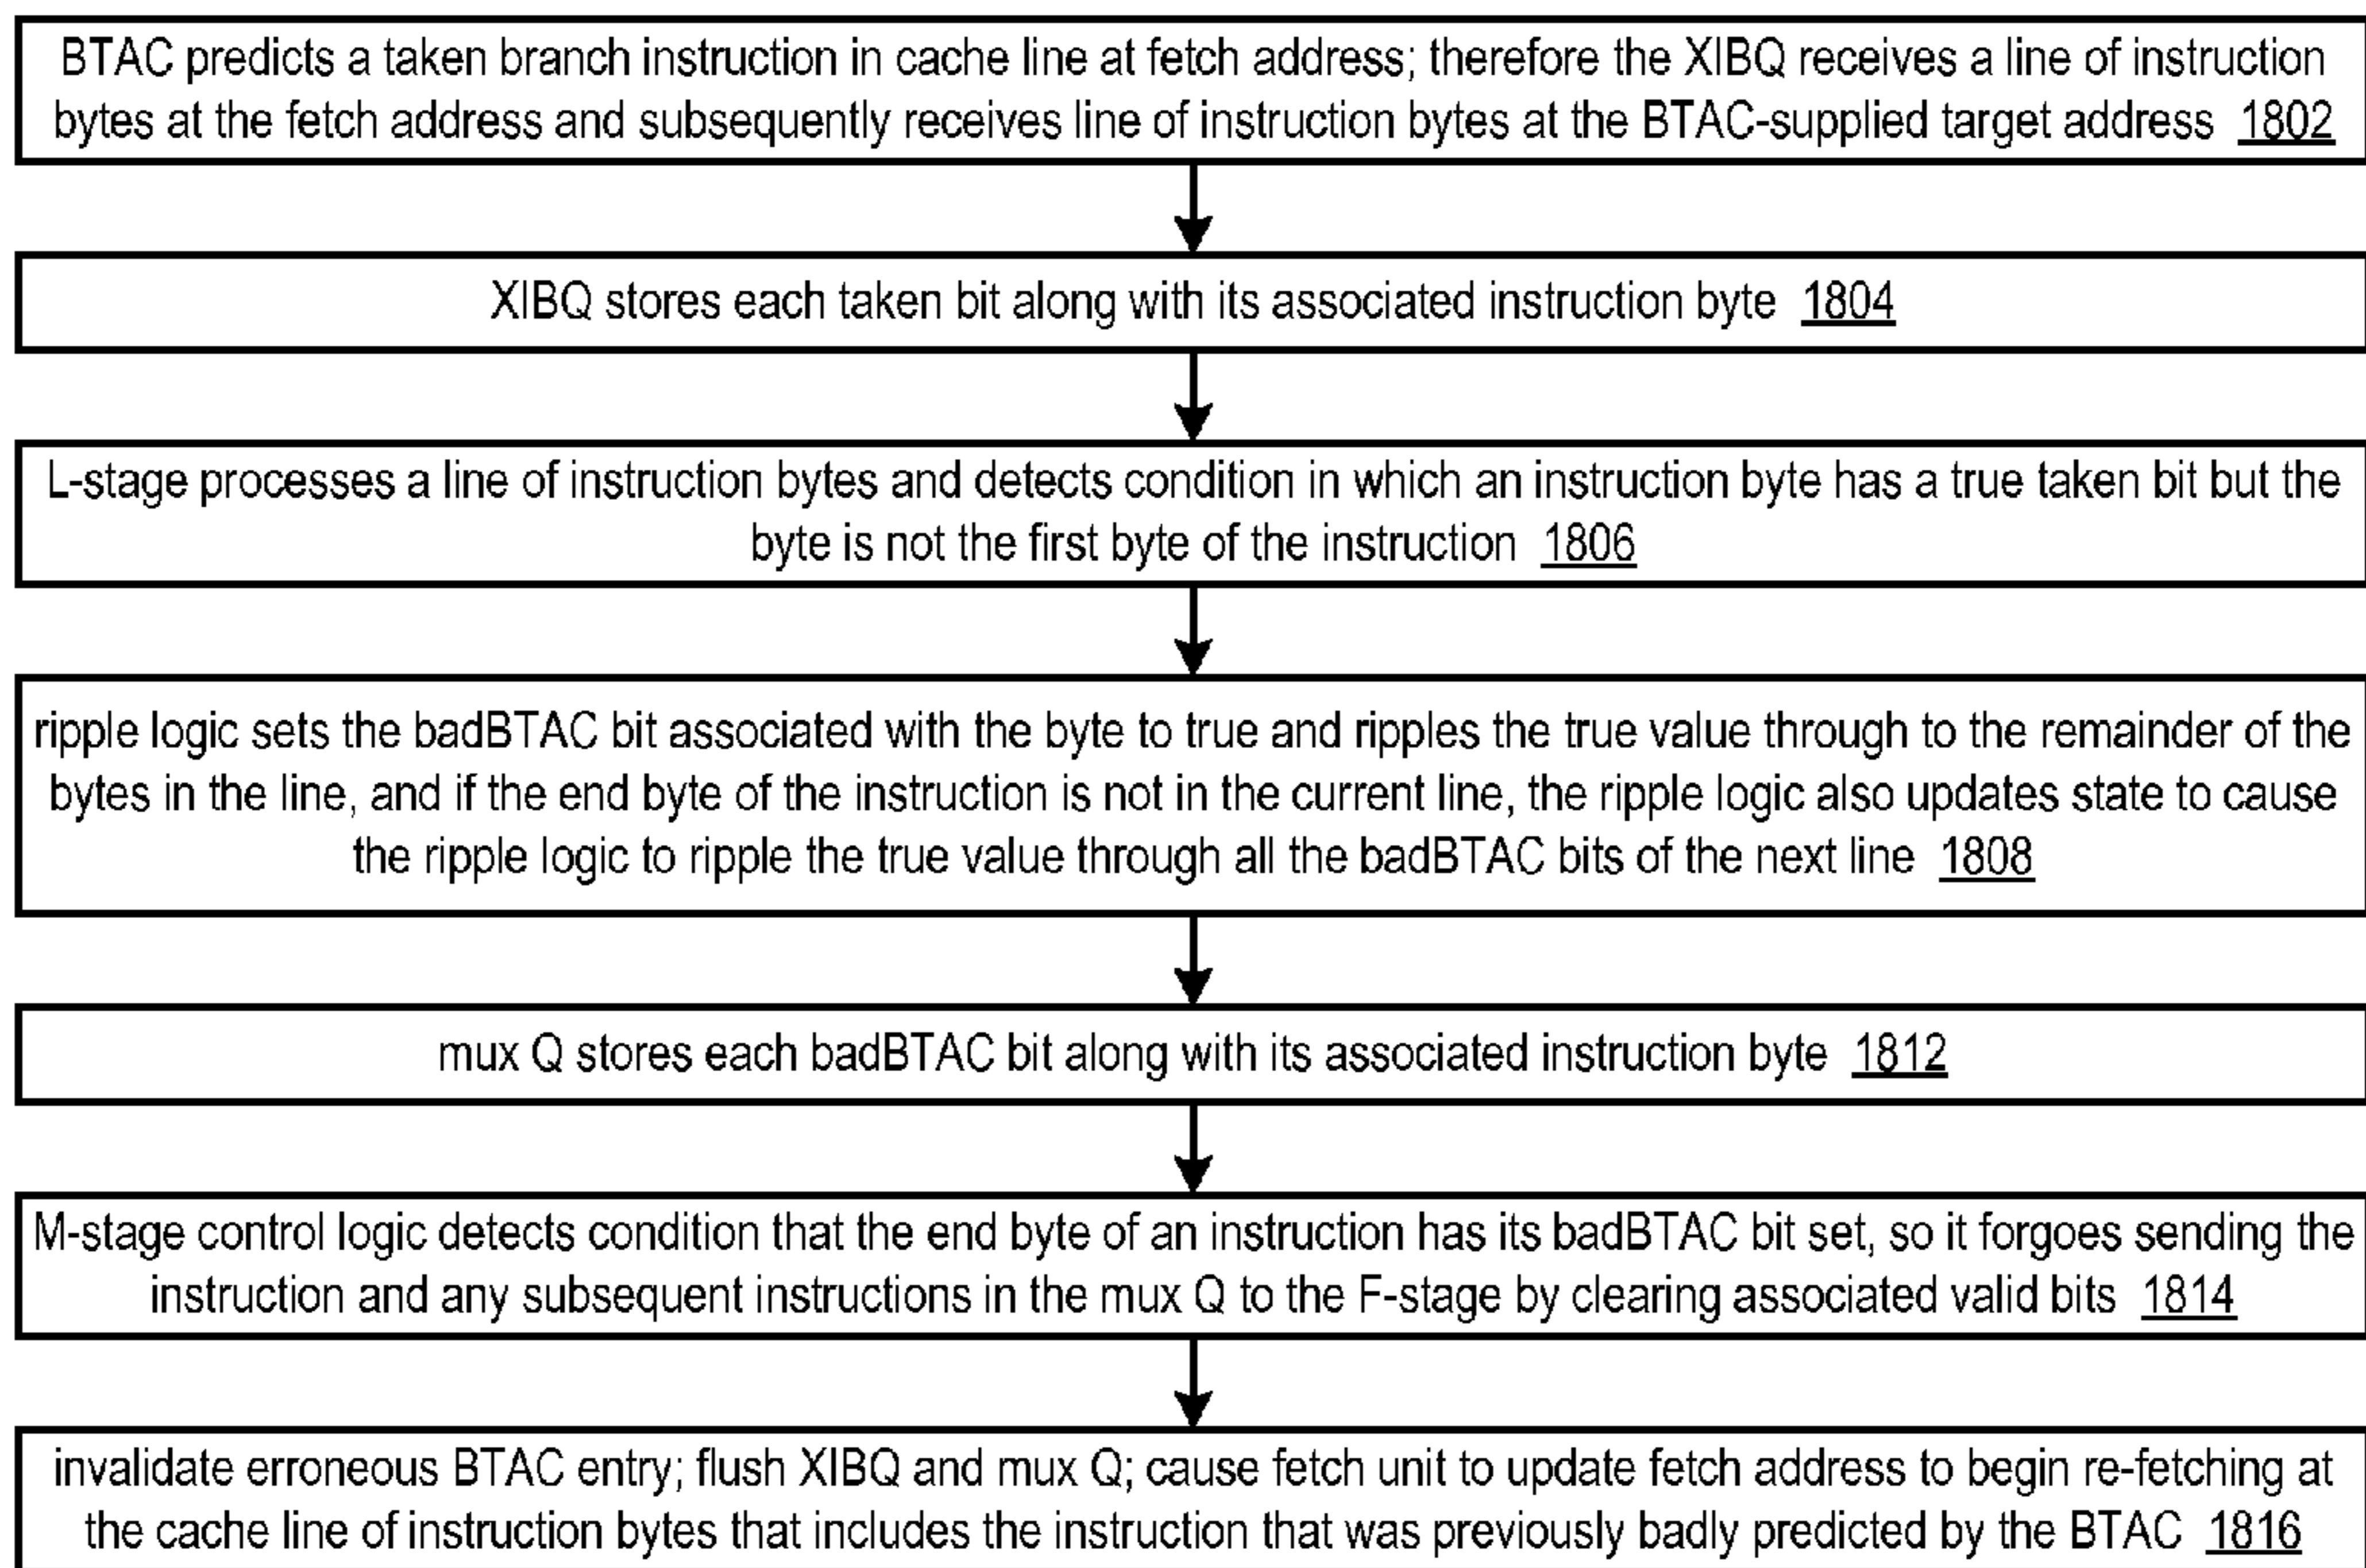 BTAC predicts a taken branch instruction in cache line at fetch address; therefore the XIBQ receives a line of instruction
bytes at the fetch address and subsequently receives line of instruction bytes at the BTAC-supplied target address 1802
XIBQ stores each taken bit along with its associated instruction byte 1804
L-stage processes a line of instruction bytes and detects condition in which an instruction byte has a true taken bit but the
byte is not the first byte of the instruction 1806
ripple logic sets the badBTAC bit associated with the byte to true and ripples the true value through to the remainder of the
bytes in the line, and if the end byte of the instruction is not in the current line, the ripple logic also updates state to cause
the ripple logic to ripple the true value through all the badBTAC bits of the next line 1808
mux Q stores each badBTAC bit along with its associated instruction byte 1812
M-stage control logic detects condition that the end byte of an instruction has its badBTAC bit set, so it forgoes sending the
instruction and any subsequent instructions in the mux Q to the F-stage by clearing associated valid bits 1814
invalidate erroneous BTAC entry; flush XIBQ and mux Q; cause fetch unit to update fetch address to begin re-fetching at
the cache line of instruction bytes that includes the instruction that was previously badly predicted by the BTAC 1816